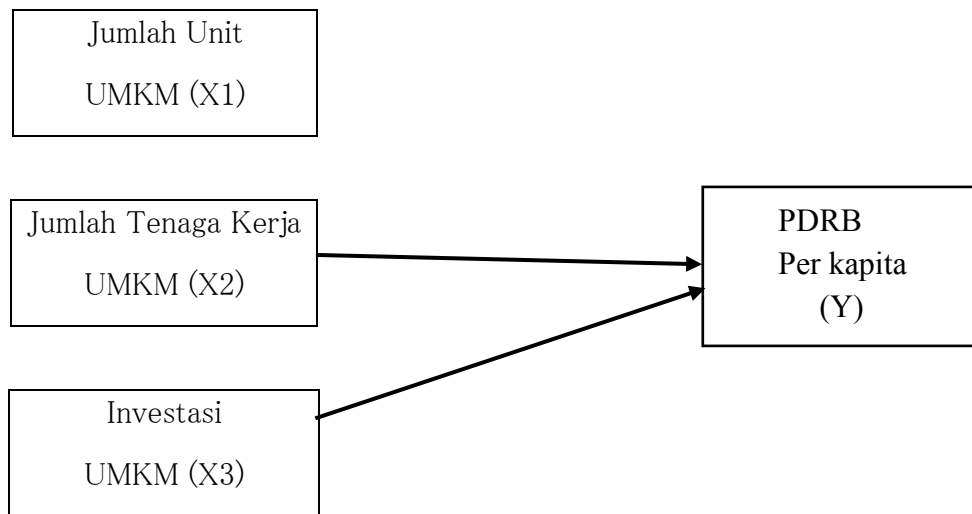 Jumlah Unit
UMKM (X1)
Jumlah Tenaga Kerja
UMKM (X2)
Investasi
UMKM (X3)
PDRB
Per kapita
(Y)